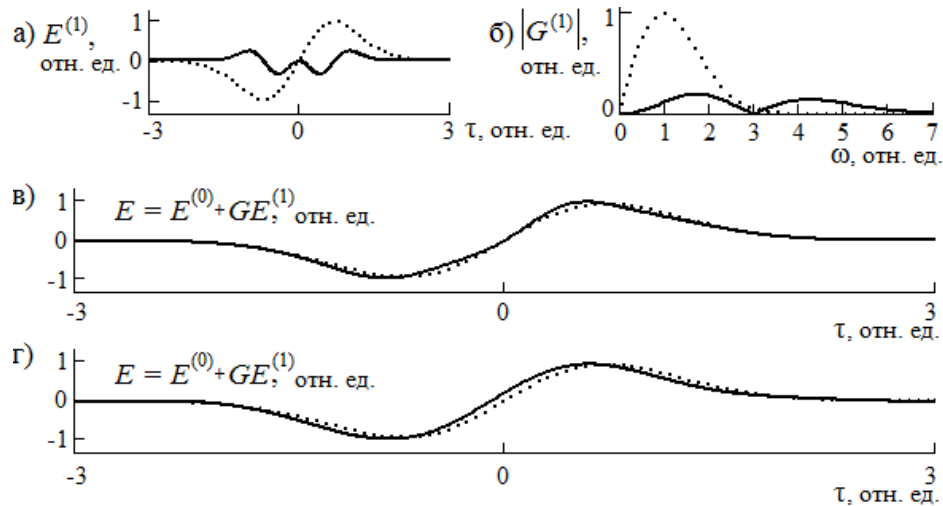 а) E^(1),
отн. ед.
1
0
-1
-3 0 3
τ, отн. ед.
б) |G^(1)|,
отн. ед.
1
0
0 1 2 3 4 5 6 7
ω, отн. ед.
в)
E = E^(0)+GE,^(1) отн. ед.
1
0
-1
-3 0 3
τ, отн. ед.
г)
E = E^(0)+GE,^(1) отн. ед.
1
0
-1
-3 0 3
τ, отн. ед.